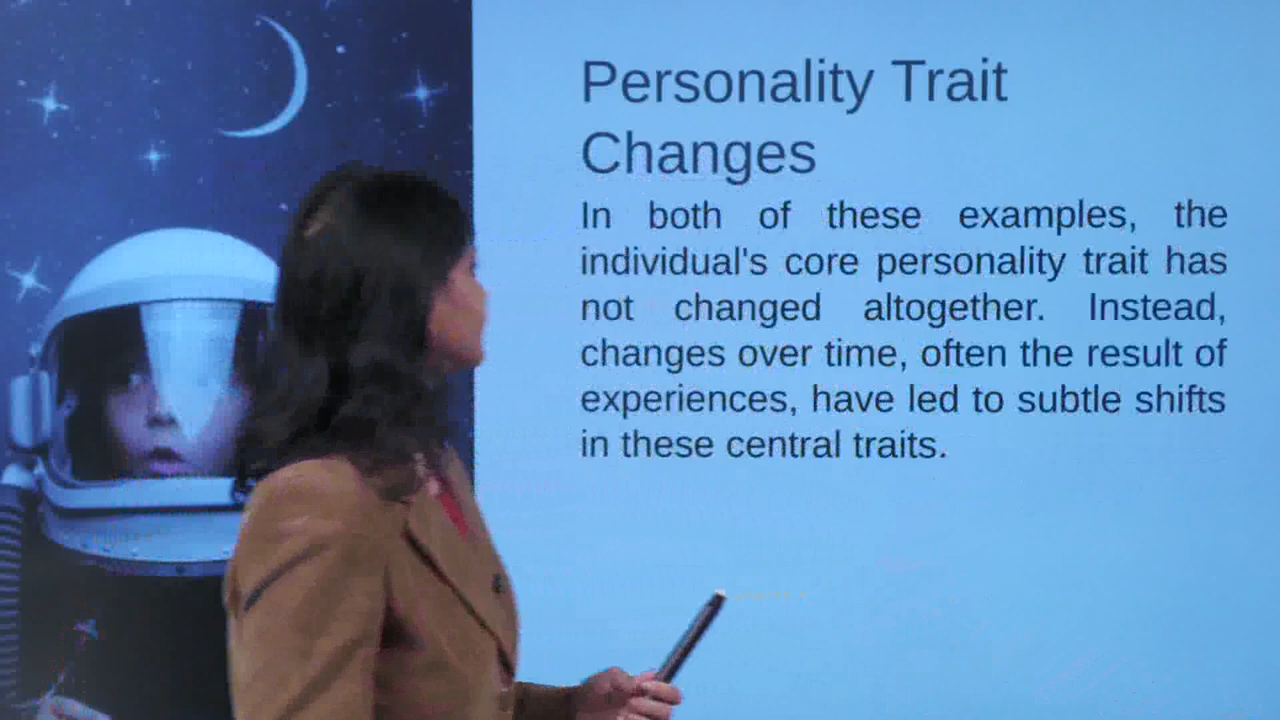 Personality Trait
Changes
In both of these examples, the
individual's core personality trait has
not changed altogether. Instead,
changes over time, often the result of
experiences, have led to subtle shifts
in these central traits.